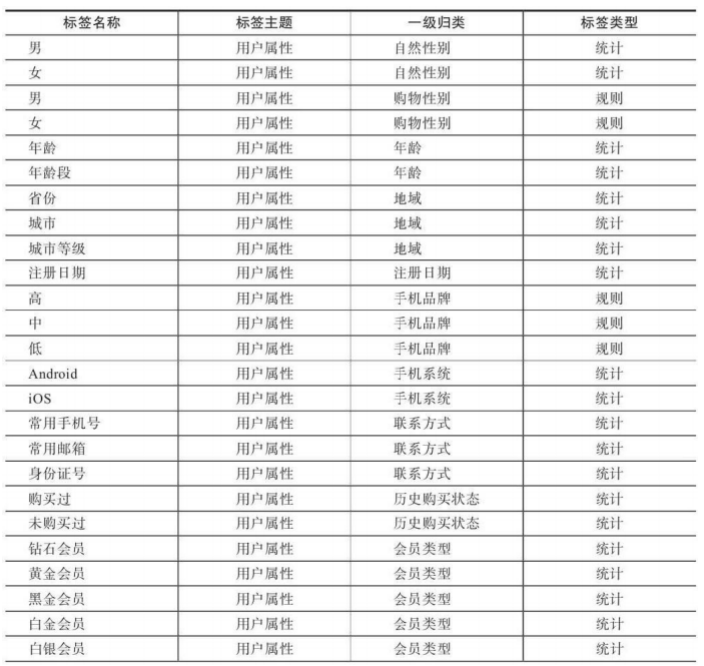 标签名称 标签主题 一级归类 标签类型
男 用户属性 自然性别 统计
女 用户属性 自然性别 统计
男 用户属性 购物性别 规则
女 用户属性 购物性别 规则
年龄 用户属性 年龄 统计
年龄段 用户属性 年龄 统计
省份 用户属性 地域 统计
城市 用户属性 地域 统计
城市等级 用户属性 地域 统计
注册日期 用户属性 注册日期 统计
高 用户属性 手机品牌 规则
中 用户属性 手机品牌 规则
低 用户属性 手机品牌 规则
Android 用户属性 手机系统 统计
iOS 用户属性 手机系统 统计
常用手机号 用户属性 联系方式 统计
常用邮箱 用户属性 联系方式 统计
身份证号 用户属性 联系方式 统计
购买过 用户属性 历史购买状态 统计
未购买过 用户属性 历史购买状态 统计
钻石会员 用户属性 会员类型 统计
黄金会员 用户属性 会员类型 统计
黑金会员 用户属性 会员类型 统计
白金会员 用户属性 会员类型 统计
白银会员 用户属性 会员类型 统计